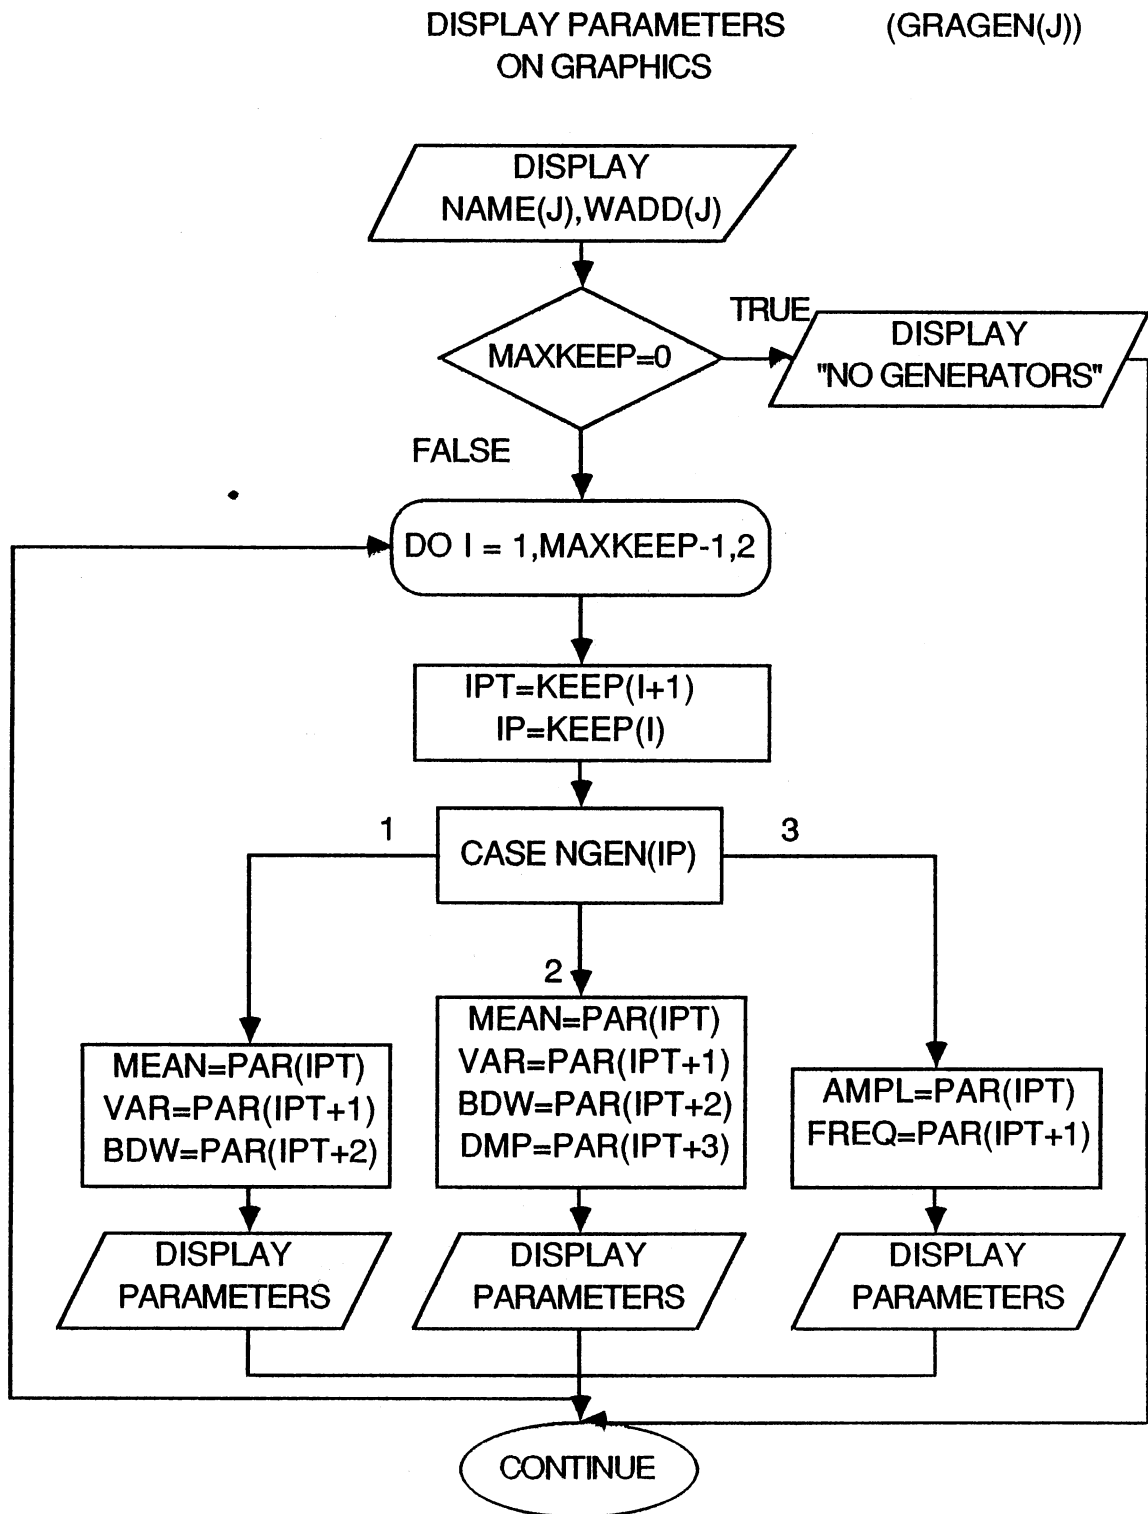 DISPLAY PARAMETERS (GRAGEN(J))
ON GRAPHICS
DISPLAY
NAME(J),WADD(J)
MAXKEEP=0
TRUE
DISPLAY
"NO GENERATORS"
FALSE
DO I = 1,MAXKEEP-1,2
IPT=KEEP(I+1)
IP=KEEP(I)
1
CASE NGEN(IP)
3
2
MEAN=PAR(IPT)
VAR=PAR(IPT+1)
BDW=PAR(IPT+2)
MEAN=PAR(IPT)
VAR=PAR(IPT+1)
BDW=PAR(IPT+2)
DMP=PAR(IPT+3)
AMPL=PAR(IPT)
FREQ=PAR(IPT+1)
DISPLAY
PARAMETERS
DISPLAY
PARAMETERS
DISPLAY
PARAMETERS
CONTINUE